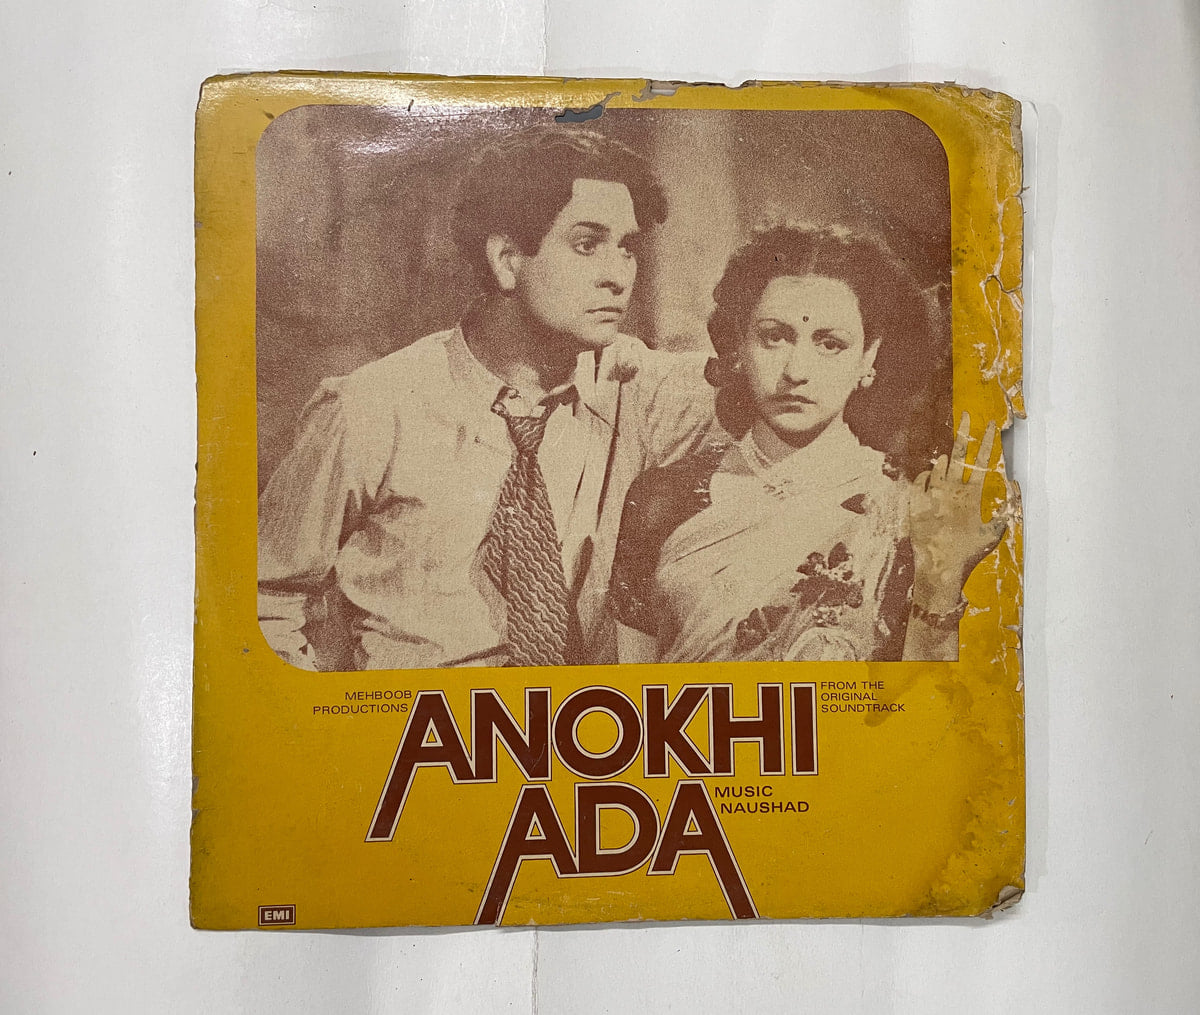 MEHBOOB
PRODUCTIONS
ANOKHI
FROM THE
ORIGINAL
SOUNDTRACK
ADA
MUSIC
NAUSHAD
EMI